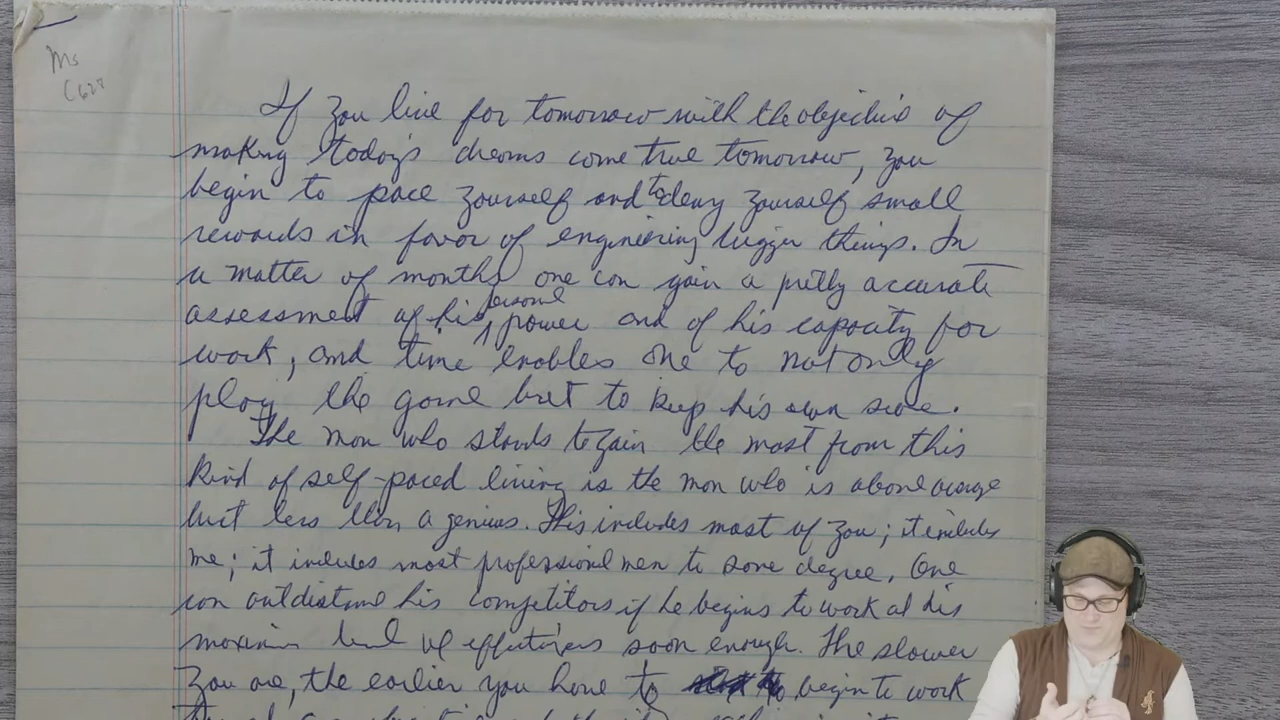 Ms
C628
If you live for tomorrow with the objective of
making today's dreams come true tomorrow, you
begin to pace yourself and to deny yourself small
rewards in favor of engineering bigger things. In
a matter of months one can gain a pretty accurate
assessment of his personal power and of his capacity for
work, and time enables one to not only
play the game but to keep his own score.
The man who stands to gain the most from this
kind of self-paced living is the man who is above average
but less than a genius. This includes most of you; it includes
me; it includes most professional men to some degree. One
can outdistance his competitors if he begins to work at his
maximum level of effectiveness soon enough. The slower
you are, the earlier you have to begin to work